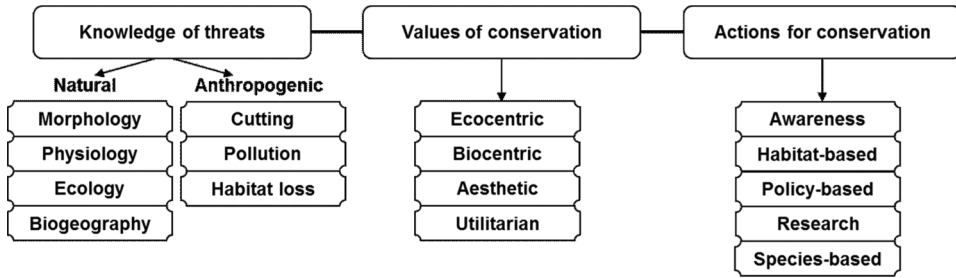 Knowledge of threats
Values of conservation
Actions for conservation
Natural
Anthropogenic
Morphology
Physiology
Ecology
Biogeography
Cutting
Pollution
Habitat loss
Ecocentric
Biocentric
Aesthetic
Utilitarian
Awareness
Habitat-based
Policy-based
Research
Species-based